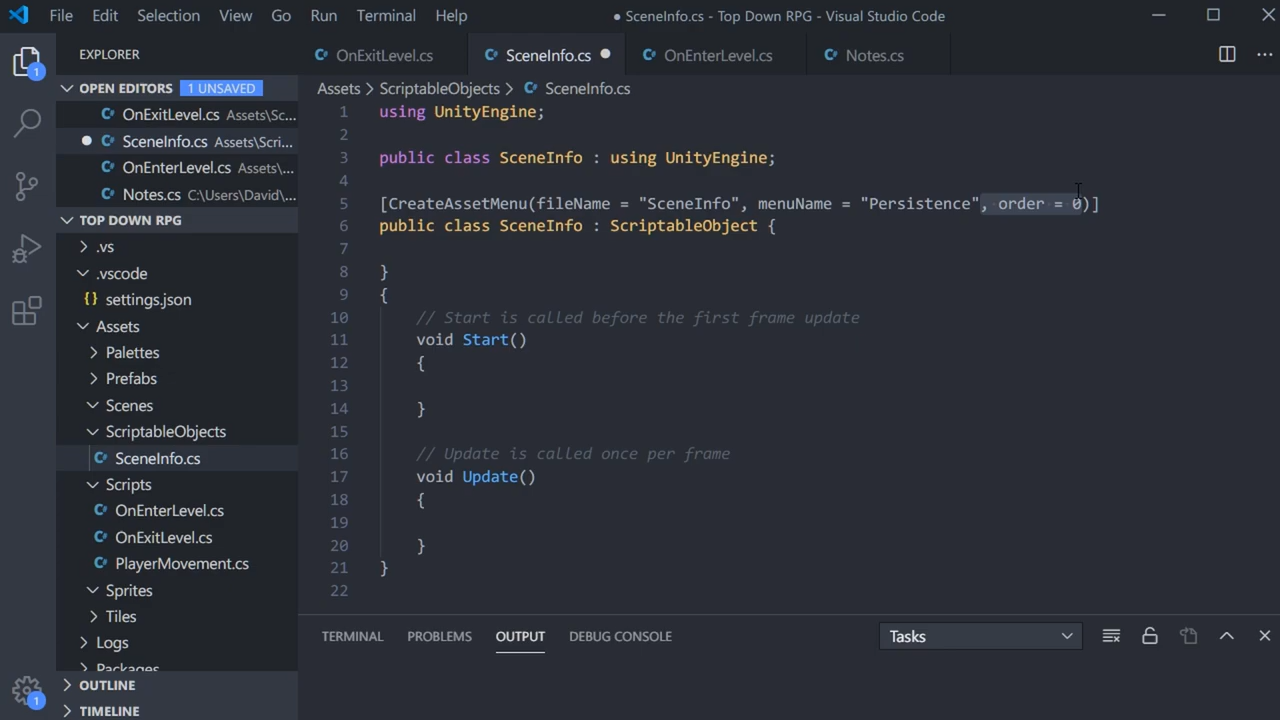 File Edit Selection View Go Run Terminal Help
● SceneInfo.cs - Top Down RPG - Visual Studio Code
EXPLORER
OPEN EDITORS 1 UNSAVED
OnExitLevel.cs Assets\Sc...
SceneInfo.cs Assets\Scri...
OnEnterLevel.cs Assets\...
Notes.cs C:\Users\David\...
TOP DOWN RPG
.vs
.vscode
{} settings.json
Assets
Palettes
Prefabs
Scenes
ScriptableObjects
SceneInfo.cs
Scripts
OnEnterLevel.cs
OnExitLevel.cs
PlayerMovement.cs
Sprites
Tiles
Logs
Packages
OUTLINE
TIMELINE
1
1
OnExitLevel.cs SceneInfo.cs OnEnterLevel.cs Notes.cs
Assets > ScriptableObjects > SceneInfo.cs
1 using UnityEngine;
2
3 public class SceneInfo : using UnityEngine;
4
5 [CreateAssetMenu(fileName = "SceneInfo", menuName = "Persistence", order = 0)]
6 public class SceneInfo : ScriptableObject {
7
8 }
9 {
10 // Start is called before the first frame update
11 void Start()
12 {
13
14 }
15
16 // Update is called once per frame
17 void Update()
18 {
19
20 }
21 }
22
TERMINAL PROBLEMS OUTPUT DEBUG CONSOLE Tasks